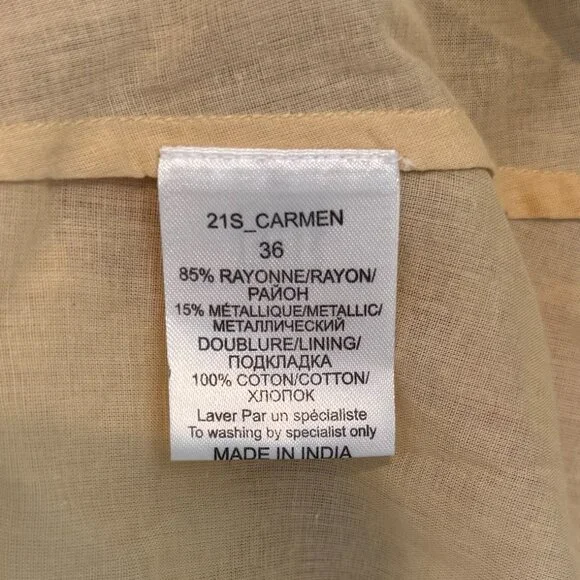 21S_CARMEN
36
85% RAYONNE/RAYON/
РАЙОН
15% MÉTALLIQUE/METALLIC/
МЕТАЛЛИЧЕСКИЙ
DOUBLURE/LINING/
ПОДКЛАДКА
100% COTON/COTTON/
ХЛОПОК
Laver Par un spécialiste
To washing by specialist only
MADE IN INDIA